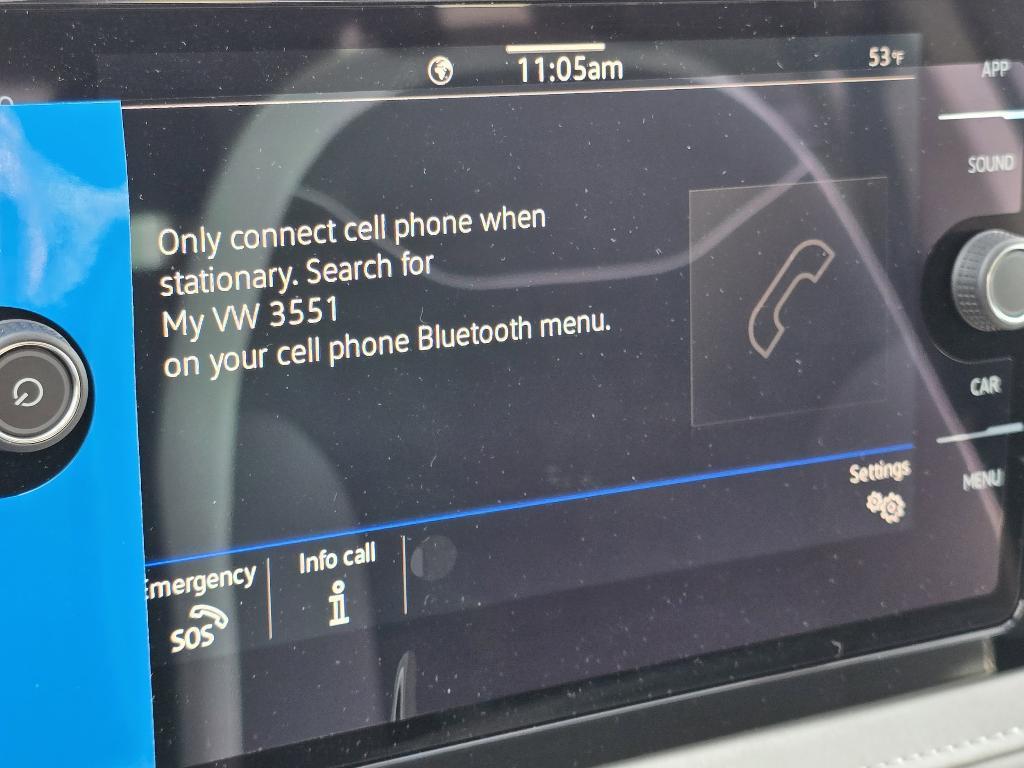 11:05am
53°F
APP
SOUND
Only connect cell phone when
stationary. Search for
My VW 3551
on your cell phone Bluetooth menu.
CAR
MENU
Settings
Emergency
SOS
Info call
i